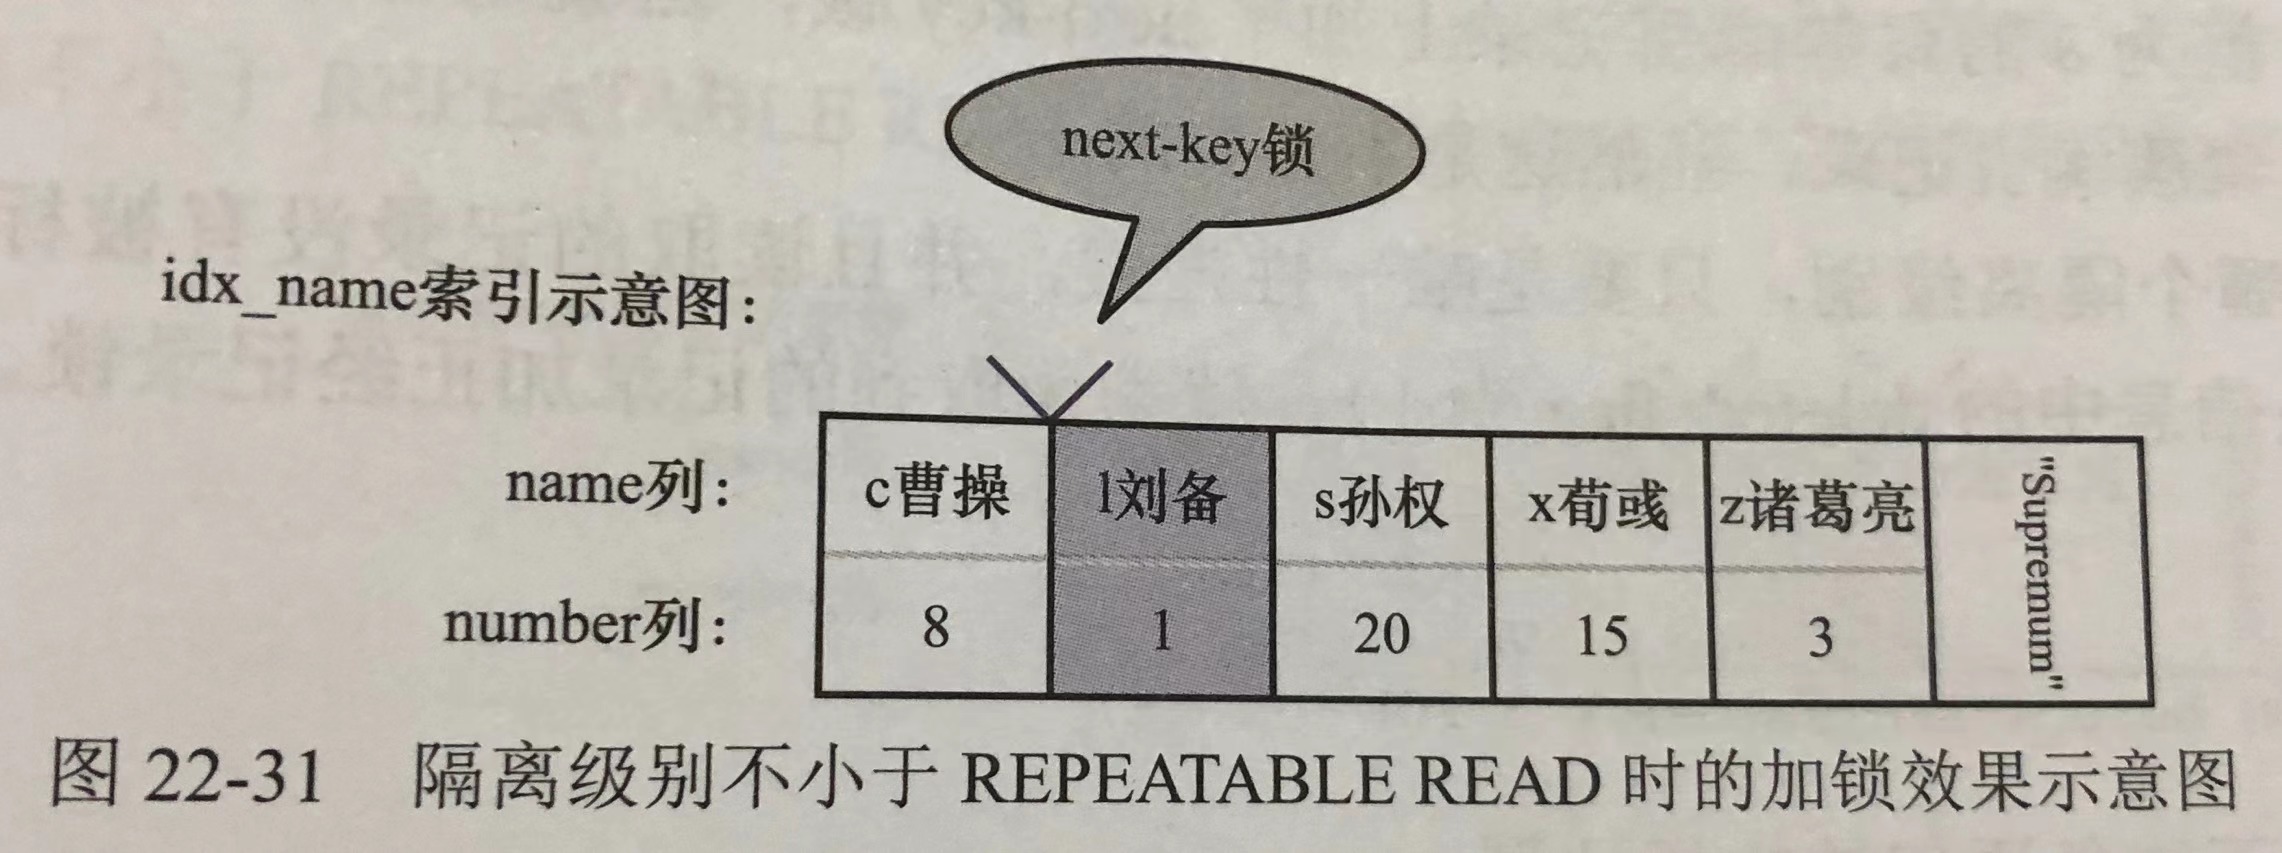 next-key锁
idx_name索引示意图：
name列： c曹操 l刘备 s孙权 x荀彧 z诸葛亮 "Supremum"
number列： 8 1 20 15 3
图 22-31 隔离级别不小于 REPEATABLE READ 时的加锁效果示意图